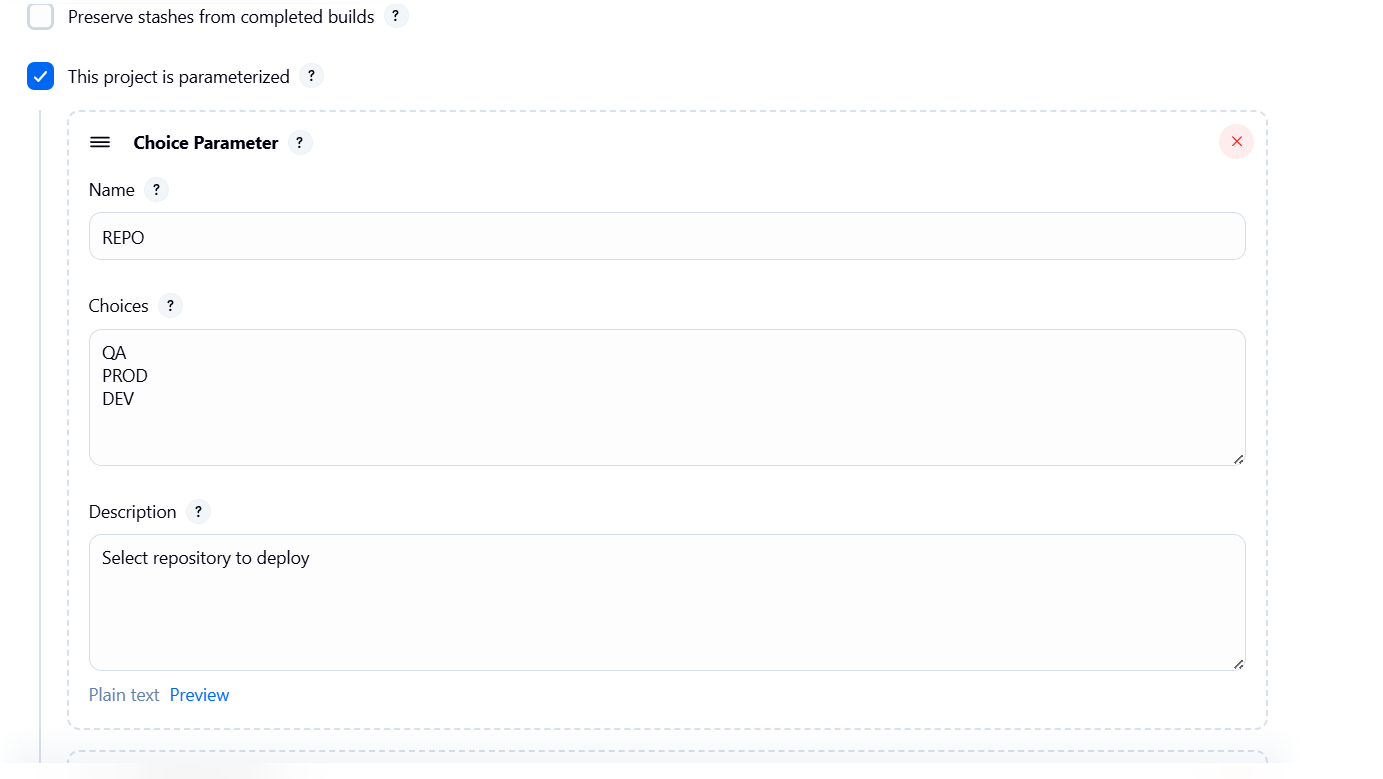 Preserve stashes from completed builds ?
This project is parameterized ?
Choice Parameter ?
Name ?
REPO
Choices ?
QA
PROD
DEV
Description ?
Select repository to deploy
Plain text Preview